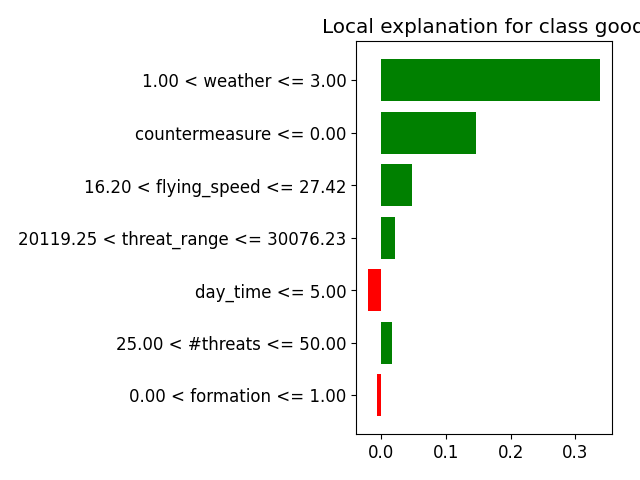 Local explanation for class good
1.00 < weather <= 3.00
countermeasure <= 0.00
16.20 < flying_speed <= 27.42
20119.25 < threat_range <= 30076.23
day_time <= 5.00
25.00 < #threats <= 50.00
0.00 < formation <= 1.00
0.0 0.1 0.2 0.3